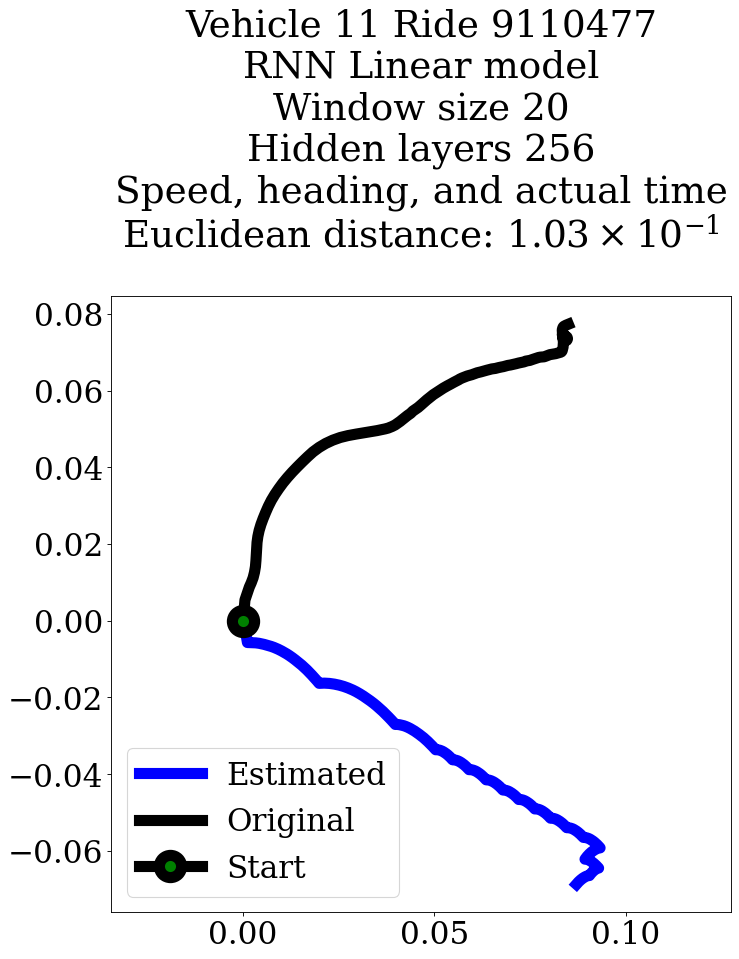 Vehicle 11 Ride 9110477
RNN Linear model
Window size 20
Hidden layers 256
Speed, heading, and actual time
Euclidean distance: 1.03 × 10⁻¹
0.08
0.06
0.04
0.02
0.00
−0.02
−0.04
−0.06
Estimated
Original
Start
0.00 0.05 0.10